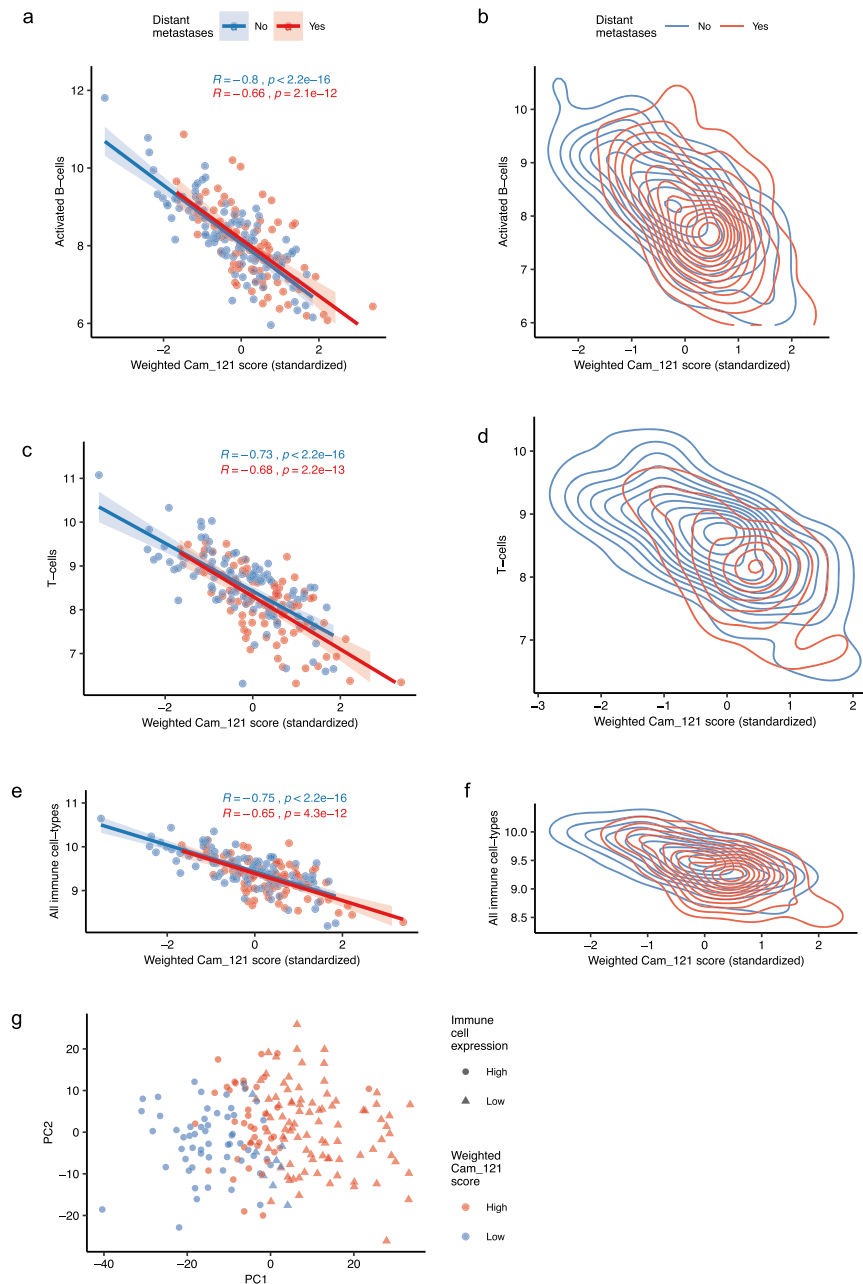 a
Distant
metastases
a
No
a
Yes
R = −0.8 , p < 2.2e−16
R = −0.66 , p = 2.1e−12
12
10
8
6
Activated B−cells
−2
0
2
Weighted Cam_121 score (standardized)
b
Distant
metastases
No
Yes
10
9
8
7
6
Activated B−cells
−2
−1
0
1
2
Weighted Cam_121 score (standardized)
c
R = −0.73 , p < 2.2e−16
R = −0.68 , p = 2.2e−13
11
10
9
8
7
T−cells
−2
0
2
Weighted Cam_121 score (standardized)
d
10
9
8
7
T−cells
−3
−2
−1
0
1
2
Weighted Cam_121 score (standardized)
e
R = −0.75 , p < 2.2e−16
R = −0.65 , p = 4.3e−12
11
10
9
All immune cell−types
−2
0
2
Weighted Cam_121 score (standardized)
f
10.0
9.5
9.0
8.5
All immune cell−types
−2
−1
0
1
2
Weighted Cam_121 score (standardized)
g
20
10
0
−10
−20
PC2
−40
−20
0
20
PC1
Immune
cell
expression
High
Low
Weighted
Cam_121
score
High
Low